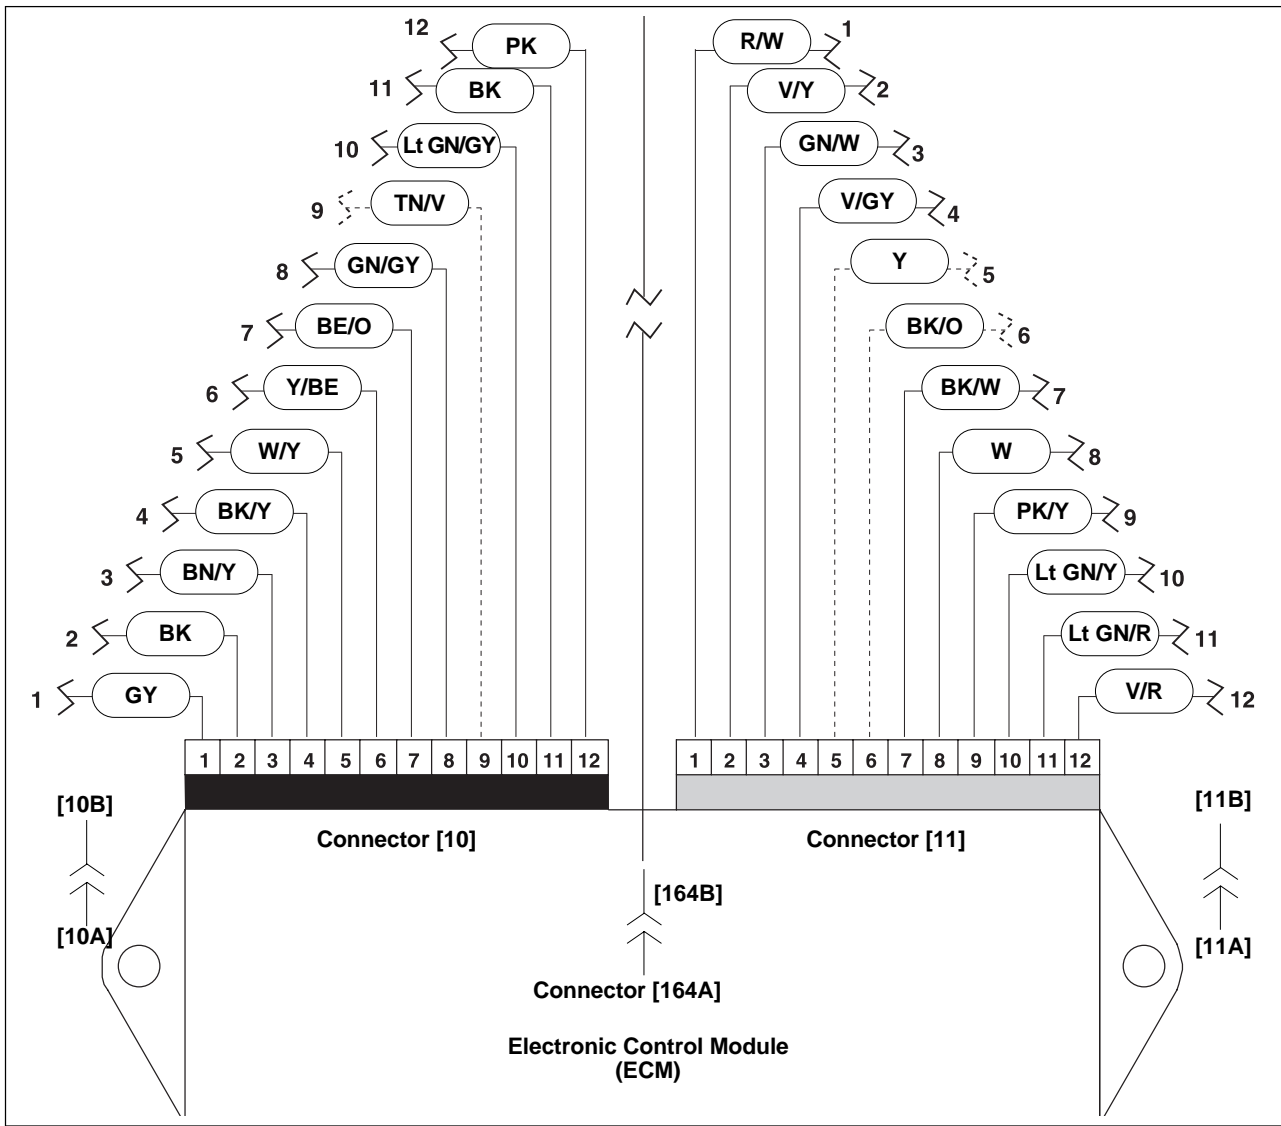 12 PK R/W 1
11 BK V/Y 2
10 Lt GN/GY GN/W 3
9 TN/V V/GY 4
8 GN/GY Y 5
7 BE/O BK/O 6
6 Y/BE BK/W 7
5 W/Y W 8
4 BK/Y PK/Y 9
3 BN/Y Lt GN/Y 10
2 BK Lt GN/R 11
1 GY V/R 12
1 2 3 4 5 6 7 8 9 10 11 12 1 2 3 4 5 6 7 8 9 10 11 12
[10B] [11B]
Connector [10] Connector [11]
[164B]
[10A] [11A]
Connector [164A]
Electronic Control Module
(ECM)